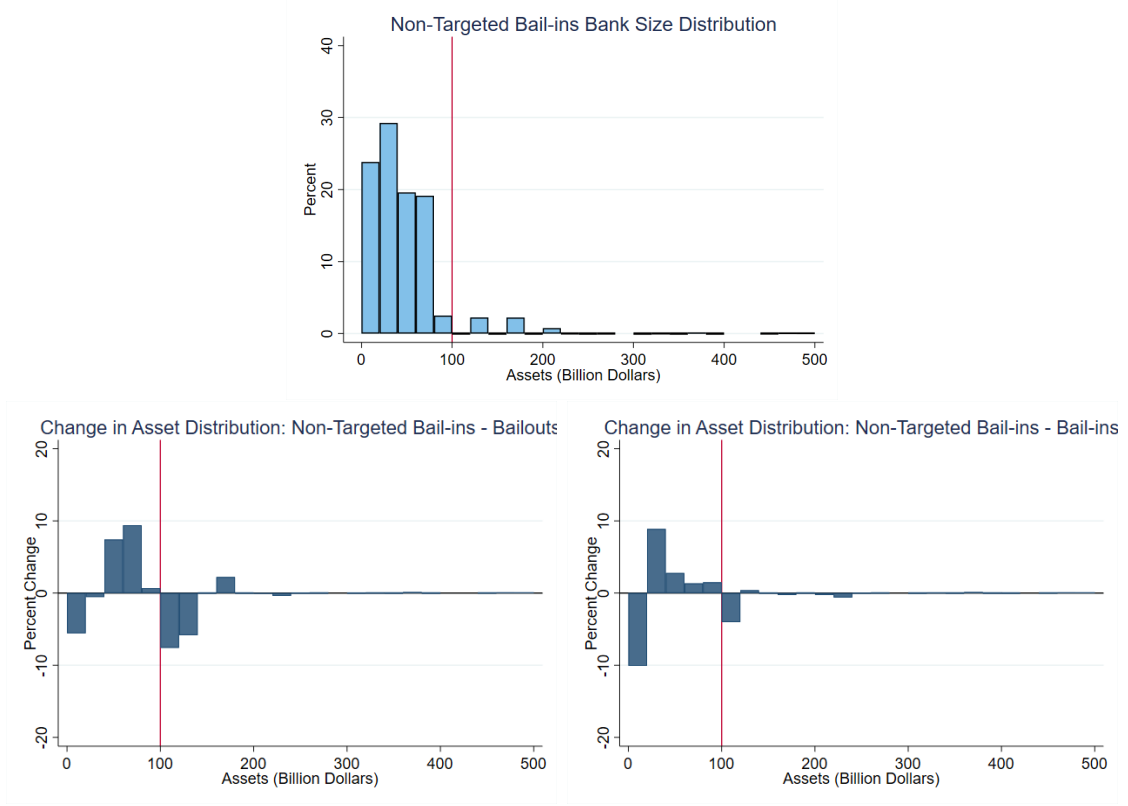 Non-Targeted Bail-ins Bank Size Distribution
40
30
20
10
0
Percent
0 100 200 300 400 500
Assets (Billion Dollars)
Change in Asset Distribution: Non-Targeted Bail-ins - Bailouts
20
10
0
-10
-20
Percent Change
0 100 200 300 400 500
Assets (Billion Dollars)
Change in Asset Distribution: Non-Targeted Bail-ins - Bail-ins
20
10
0
-10
-20
Percent Change
0 100 200 300 400 500
Assets (Billion Dollars)